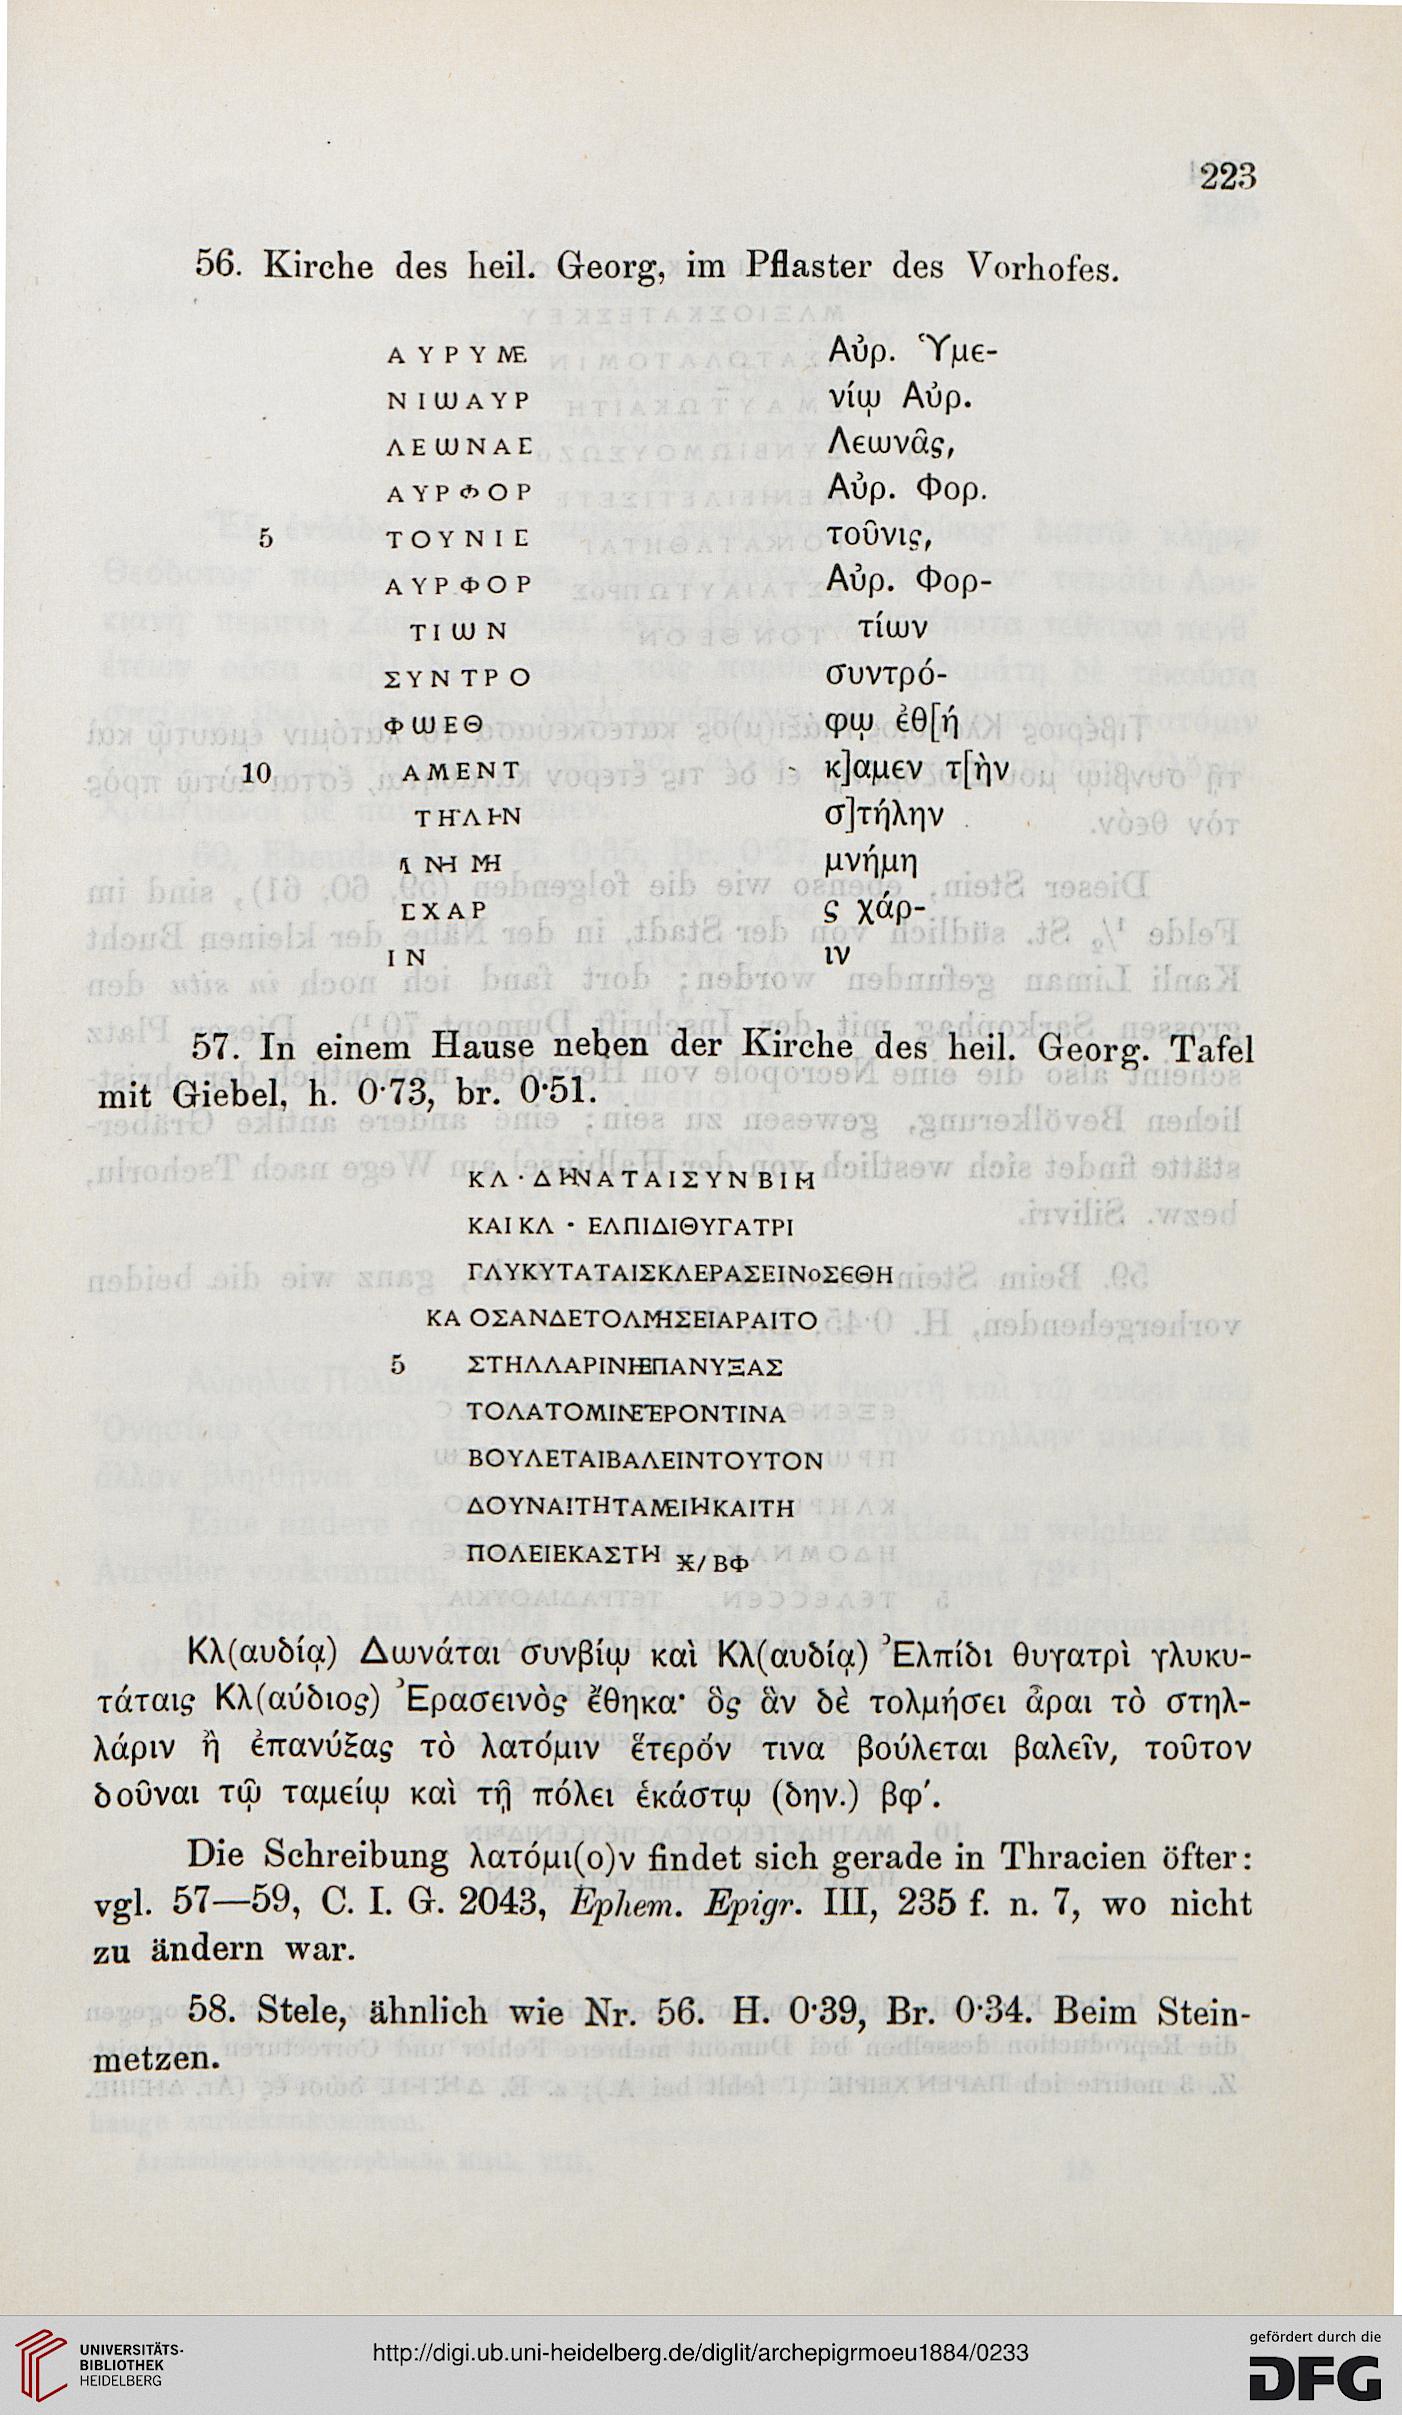 223
56. Kirche des heil. Georg, im Pflaster des Vorhofes.
ΑΥΡΥΜΕ Αὐρ. Ὑμε-
ΝΙΩΑΥΡ νίῳ Αὐρ.
ΛΕΩΝΑΣ Λεωνᾶς,
ΑΥΡΦΟΡ Αὐρ. Φορ.
5 ΤΟΥΝΙΣ τοῦνις,
ΑΥΡΦΟΡ Αὐρ. Φορ-
ΤΙΩΝ τίων
ΣΥΝΤΡΟ συντρό-
ΦΩΕΘ φῳ ἐθ[ή
10 ΑΜΕΝΤ κ]αμεν τ[ὴν
ΤΗΛΗΝ σ]τήλην
ΜΝΗΜΗ μνήμη
ΣΧΑΡ ς χάρ-
ΙΝ ιν
57. In einem Hause neben der Kirche des heil. Georg. Tafel
mit Giebel, h. 0·73, br. 0·51.
ΚΛ · ΔΗΝΑΤΑΙΣΥΝΒΙΗ
ΚΑΙΚΛ · ΕΛΠΙΔΙΘΥΓΑΤΡΙ
ΓΛΥΚΥΤΑΤΑΙΣΚΛΕΡΑΣΕΙΝοΣΕΘΗ
ΚΑ ΟΣΑΝΔΕΤΟΛΜΗΣΕΙΑΡΑΙΤΟ
5 ΣΤΗΛΛΑΡΙΝΗΕΠΑΝΥΞΑΣ
ΤΟΛΑΤΟΜΙΝΕΤΕΡΟΝΤΙΝΑ
ΒΟΥΛΕΤΑΙΒΑΛΕΙΝΤΟΥΤΟΝ
ΔΟΥΝΑΙΤΗΤΑΜΕΙΗΚΑΙΤΗ
ΠΟΛΕΙΕΚΑΣΤΗ Ӿ/ ΒΦ
Κλ(αυδίᾳ) Δωνάται συνβίῳ καὶ Κλ(αυδίᾳ) Ἐλπίδι θυγατρὶ γλυκυ-
τάταις Κλ(αύδιος) Ἐρασεινὸς ἔθηκα· ὃς ἂν δὲ τολμήσει ἆραι τὸ στηλ-
λάριν ἢ ἐπανύξας τὸ λατόμιν ἕτερόν τινα βούλεται βαλεῖν, τοῦτον
δοῦναι τῷ ταμείῳ καὶ τῇ πόλει ἑκάστῳ (δην.) βφʹ.
Die Schreibung λατόμι(ο)ν findet sich gerade in Thracien öfter:
vgl. 57—59, C. I. G. 2043, Ephem. Epigr. III, 235 f. n. 7, wo nicht
zu ändern war.
58. Stele, ähnlich wie Nr. 56. H. 0·39, Br. 0·34. Beim Stein-
metzen.
UNIVERSITÄTS-
BIBLIOTHEK
HEIDELBERG
http://digi.ub.uni-heidelberg.de/diglit/archepigrmoeu1884/0233
gefördert durch die
DFG